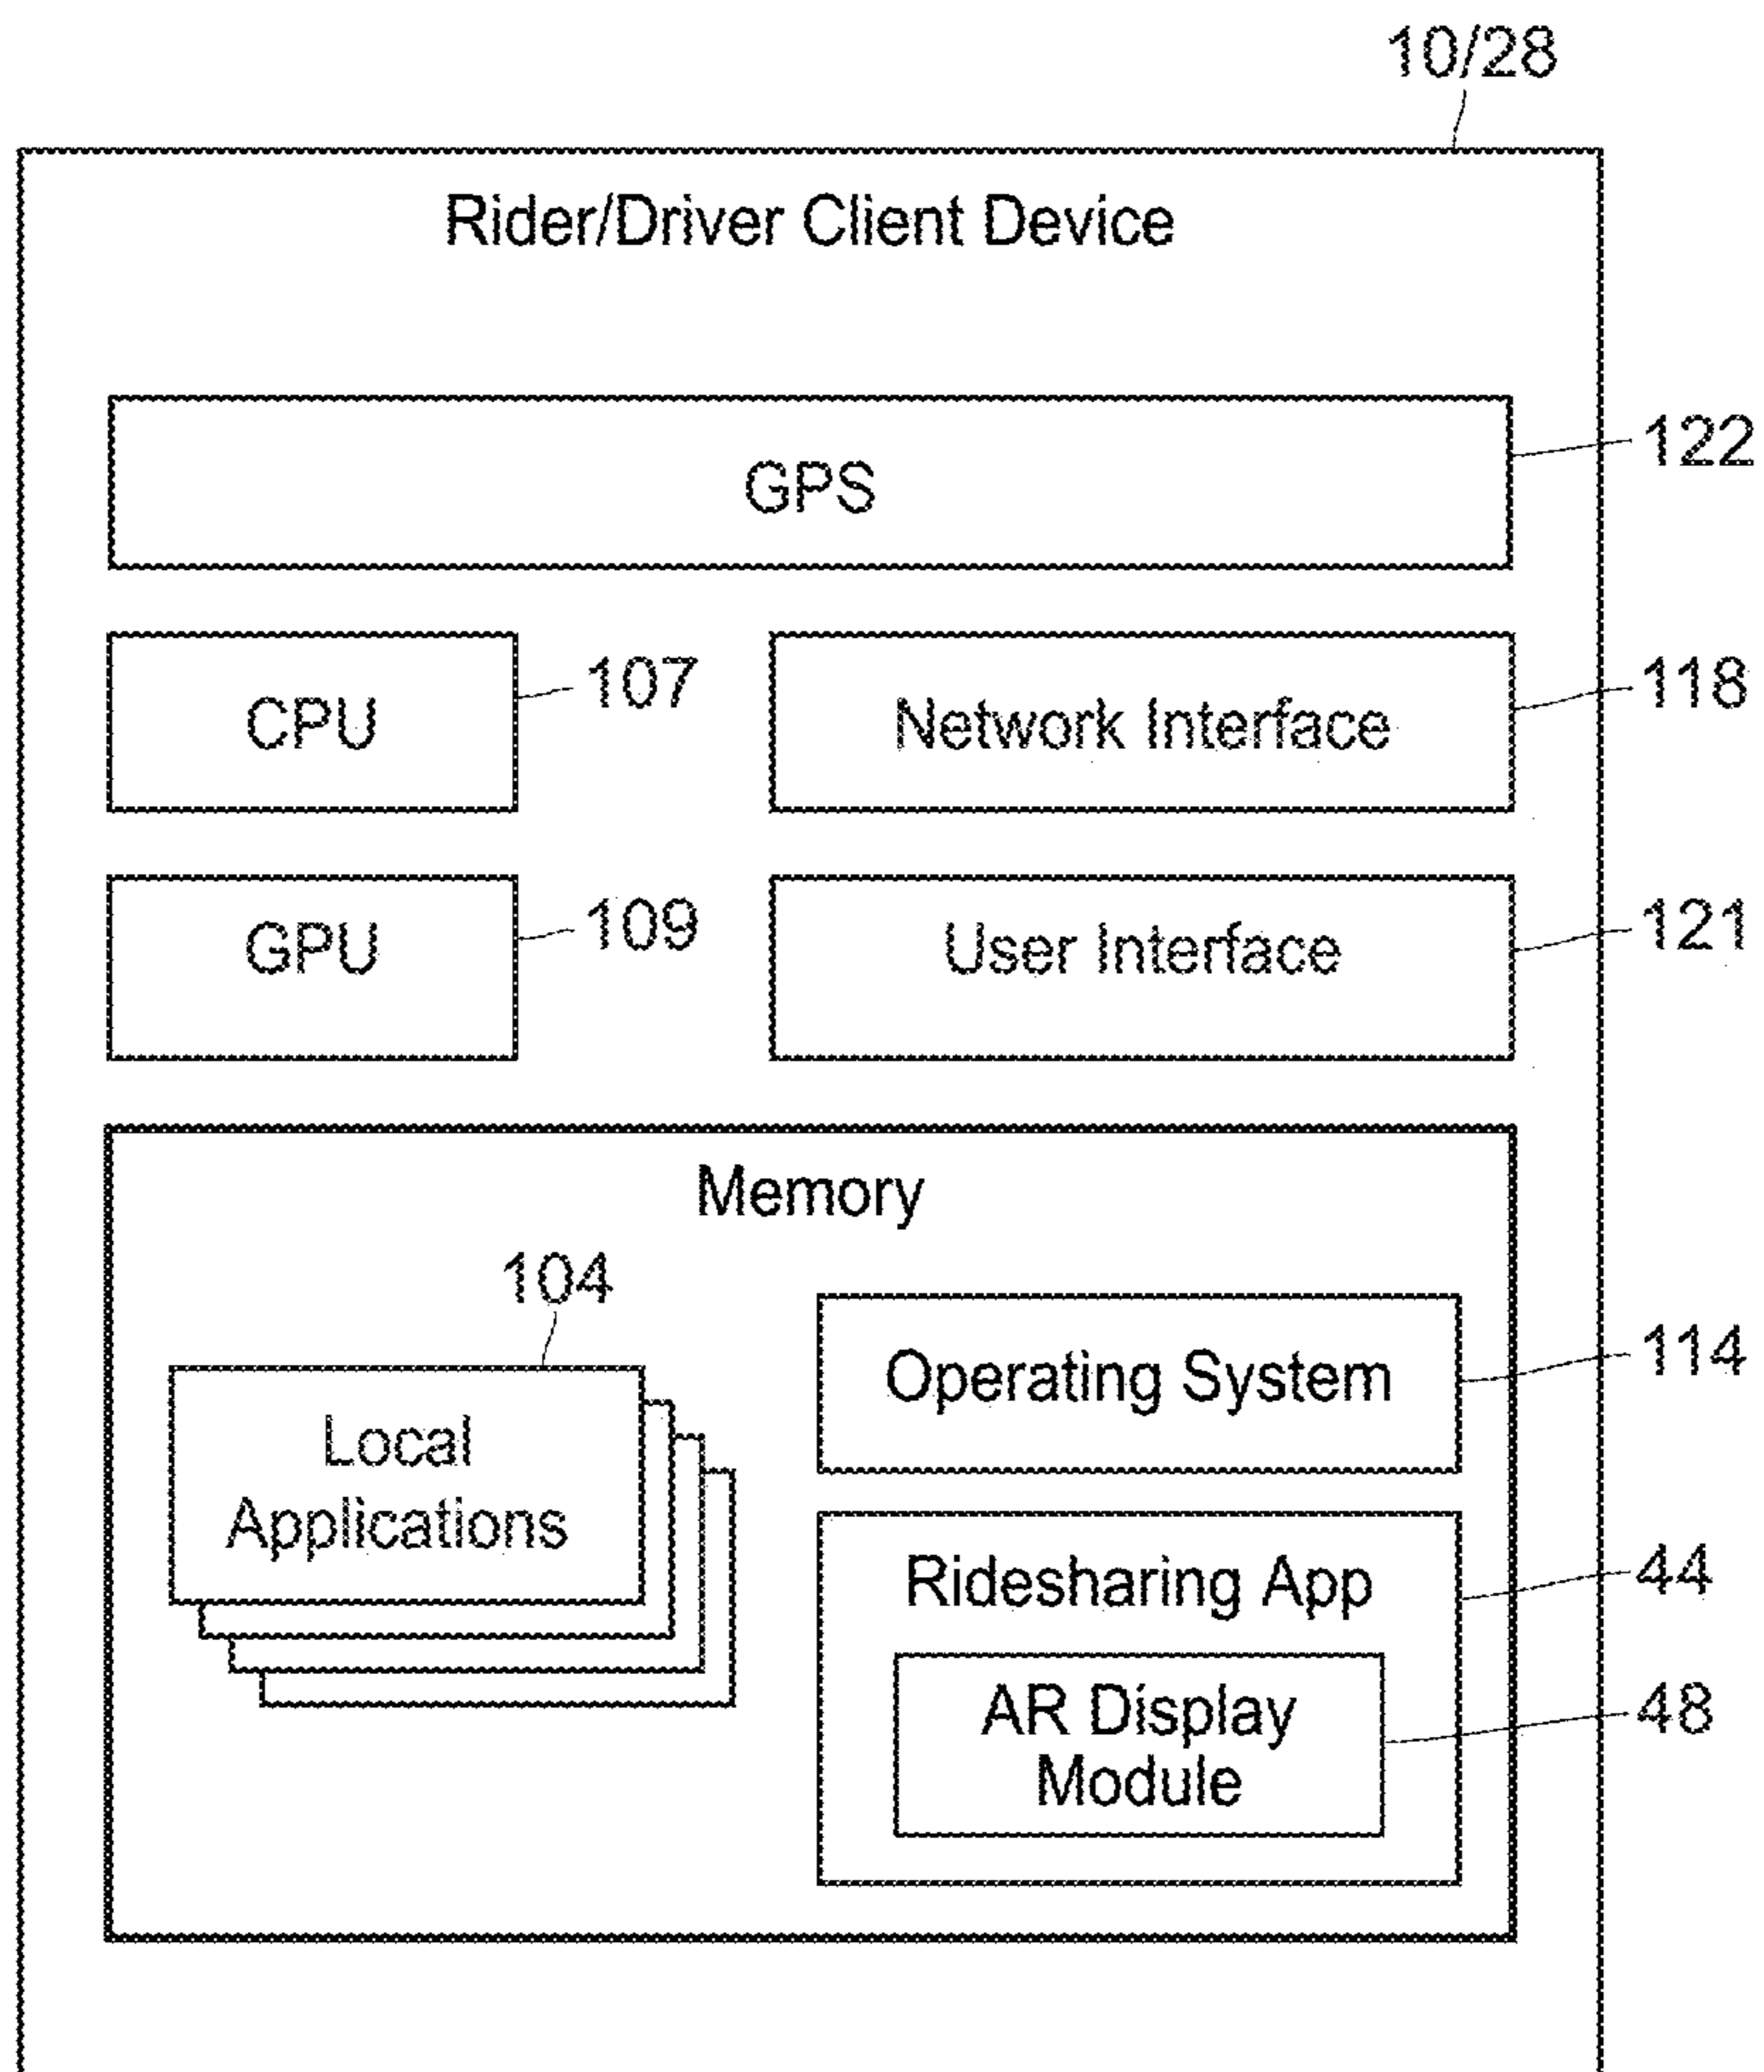 10/28
Rider/Driver Client Device
GPS
122
CPU
107
Network Interface
118
GPU
109
User Interface
121
Memory
104
Local
Applications
Operating System
114
Ridesharing App
44
AR Display
Module
48